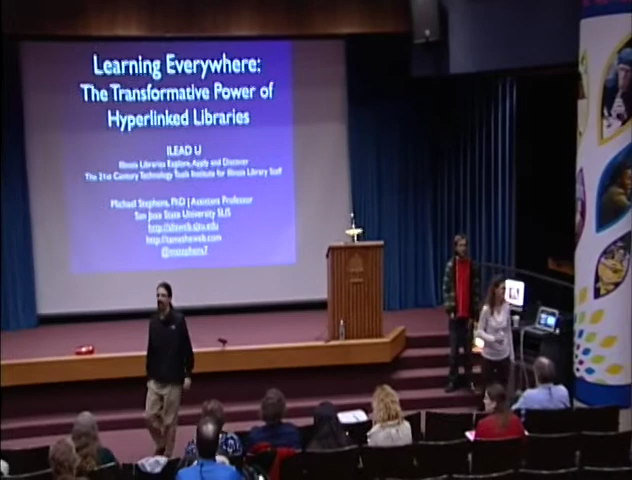 Learning Everywhere:
The Transformative Power of
Hyperlinked Libraries
ILEAD U
Illinois Libraries Explore, Apply and Discover
The 21st Century Technology Tools Institute for Illinois Library Staff
Michael Stephens, PhD | Assistant Professor
San Jose State University SLIS
http://tametheweb.com
@mstephens7